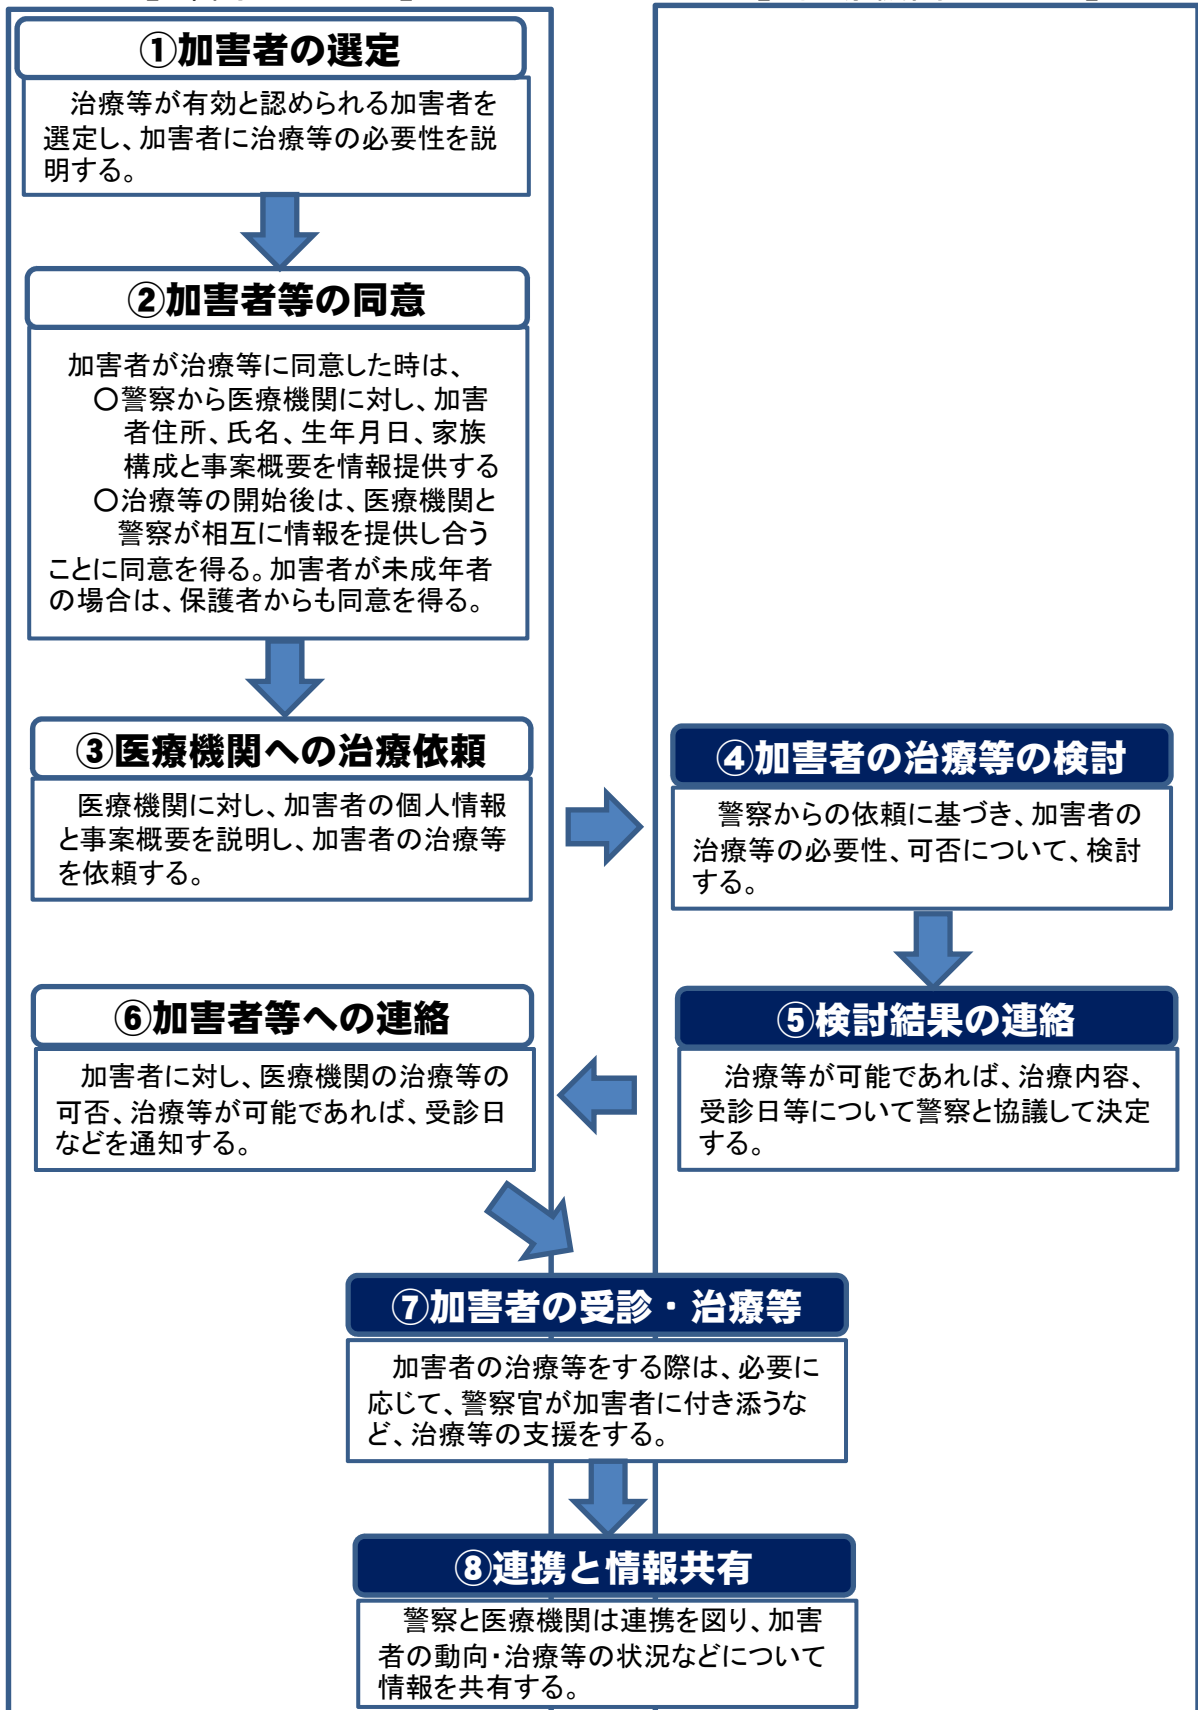 ①加害者の選定
治療等が有効と認められる加害者を
選定し、加害者に治療等の必要性を説
明する。
②加害者等の同意
加害者が治療等に同意した時は、
○警察から医療機関に対し、加害
者住所、氏名、生年月日、家族
構成と事案概要を情報提供する
○治療等の開始後は、医療機関と
警察が相互に情報を提供し合う
ことに同意を得る。加害者が未成年者
の場合は、保護者からも同意を得る。
③医療機関への治療依頼
医療機関に対し、加害者の個人情報
と事案概要を説明し、加害者の治療等
を依頼する。
④加害者の治療等の検討
警察からの依頼に基づき、加害者の
治療等の必要性、可否について、検討
する。
⑤検討結果の連絡
治療等が可能であれば、治療内容、
受診日等について警察と協議して決定
する。
⑥加害者等への連絡
加害者に対し、医療機関の治療等の
可否、治療等が可能であれば、受診日
などを通知する。
⑦加害者の受診・治療等
加害者の治療等をする際は、必要に
応じて、警察官が加害者に付き添うな
ど、治療等の支援をする。
⑧連携と情報共有
警察と医療機関は連携を図り、加害
者の動向・治療等の状況などについて
情報を共有する。